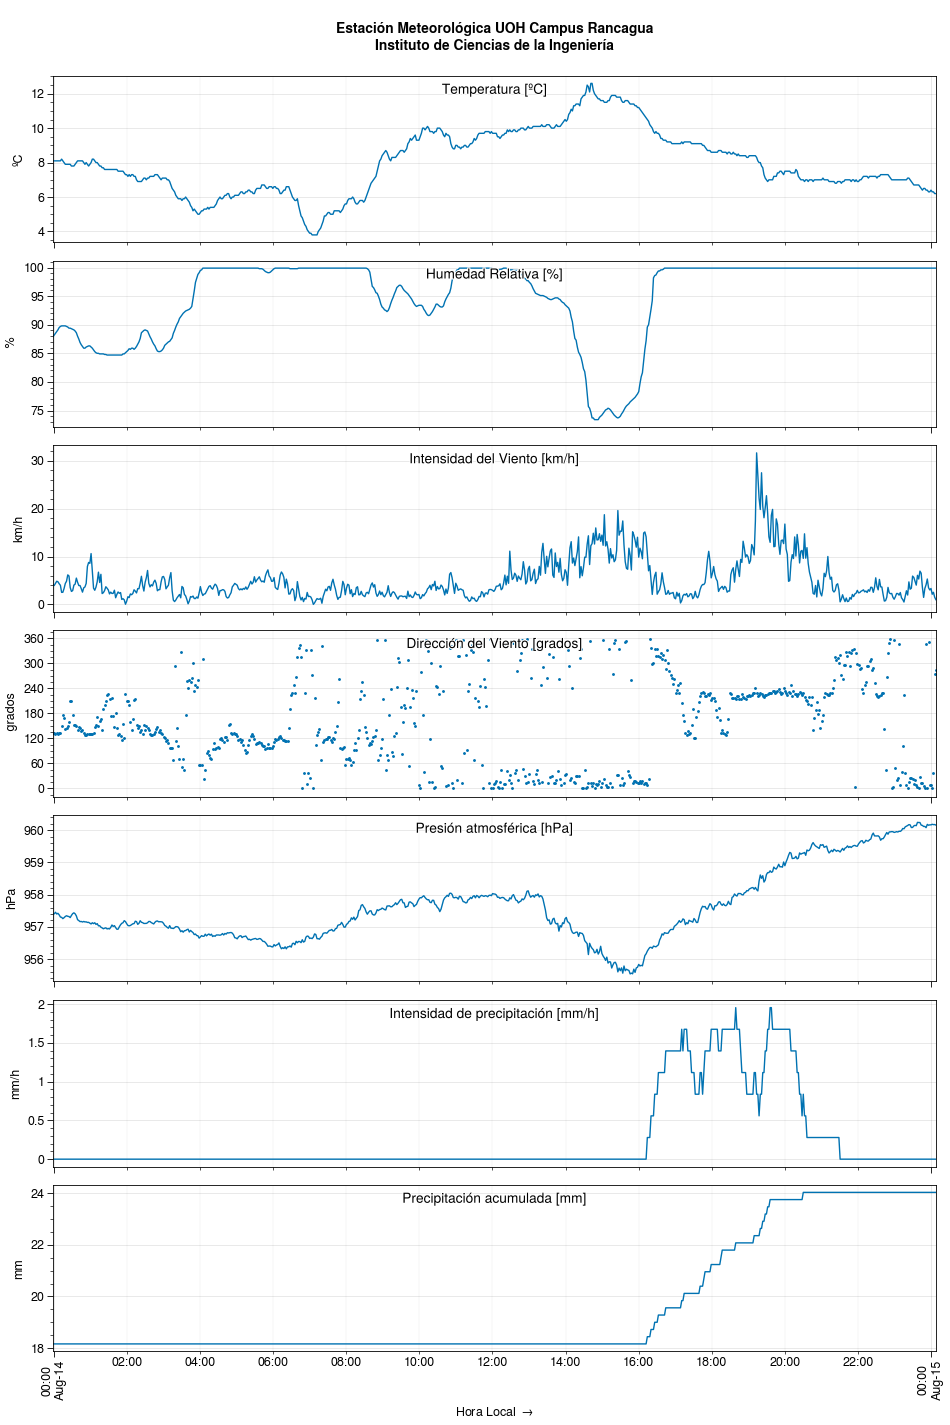 Estación Meteorológica UOH Campus Rancagua
Instituto de Ciencias de la Ingeniería
Temperatura [ºC]
12
10
8
6
4
ºC
Humedad Relativa [%]
100
95
90
85
80
75
%
Intensidad del Viento [km/h]
30
20
10
0
km/h
Dirección del Viento [grados]
360
300
240
180
120
60
0
grados
Presión atmosférica [hPa]
960
959
958
957
956
hPa
Intensidad de precipitación [mm/h]
2
1.5
1
0.5
0
mm/h
Precipitación acumulada [mm]
24
22
20
18
mm
00:00
Aug-14
02:00
04:00
06:00
08:00
10:00
12:00
14:00
16:00
18:00
20:00
22:00
00:00
Aug-15
Hora Local →